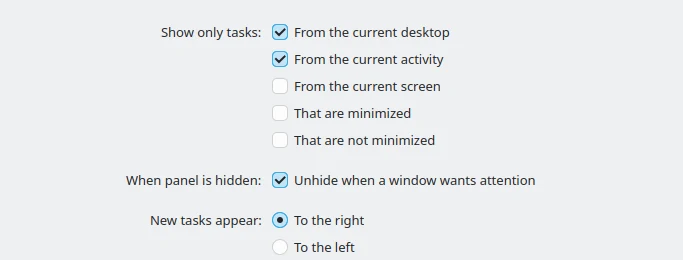 Show only tasks: From the current desktop
From the current activity
From the current screen
That are minimized
That are not minimized
When panel is hidden: Unhide when a window wants attention
New tasks appear: To the right
To the left